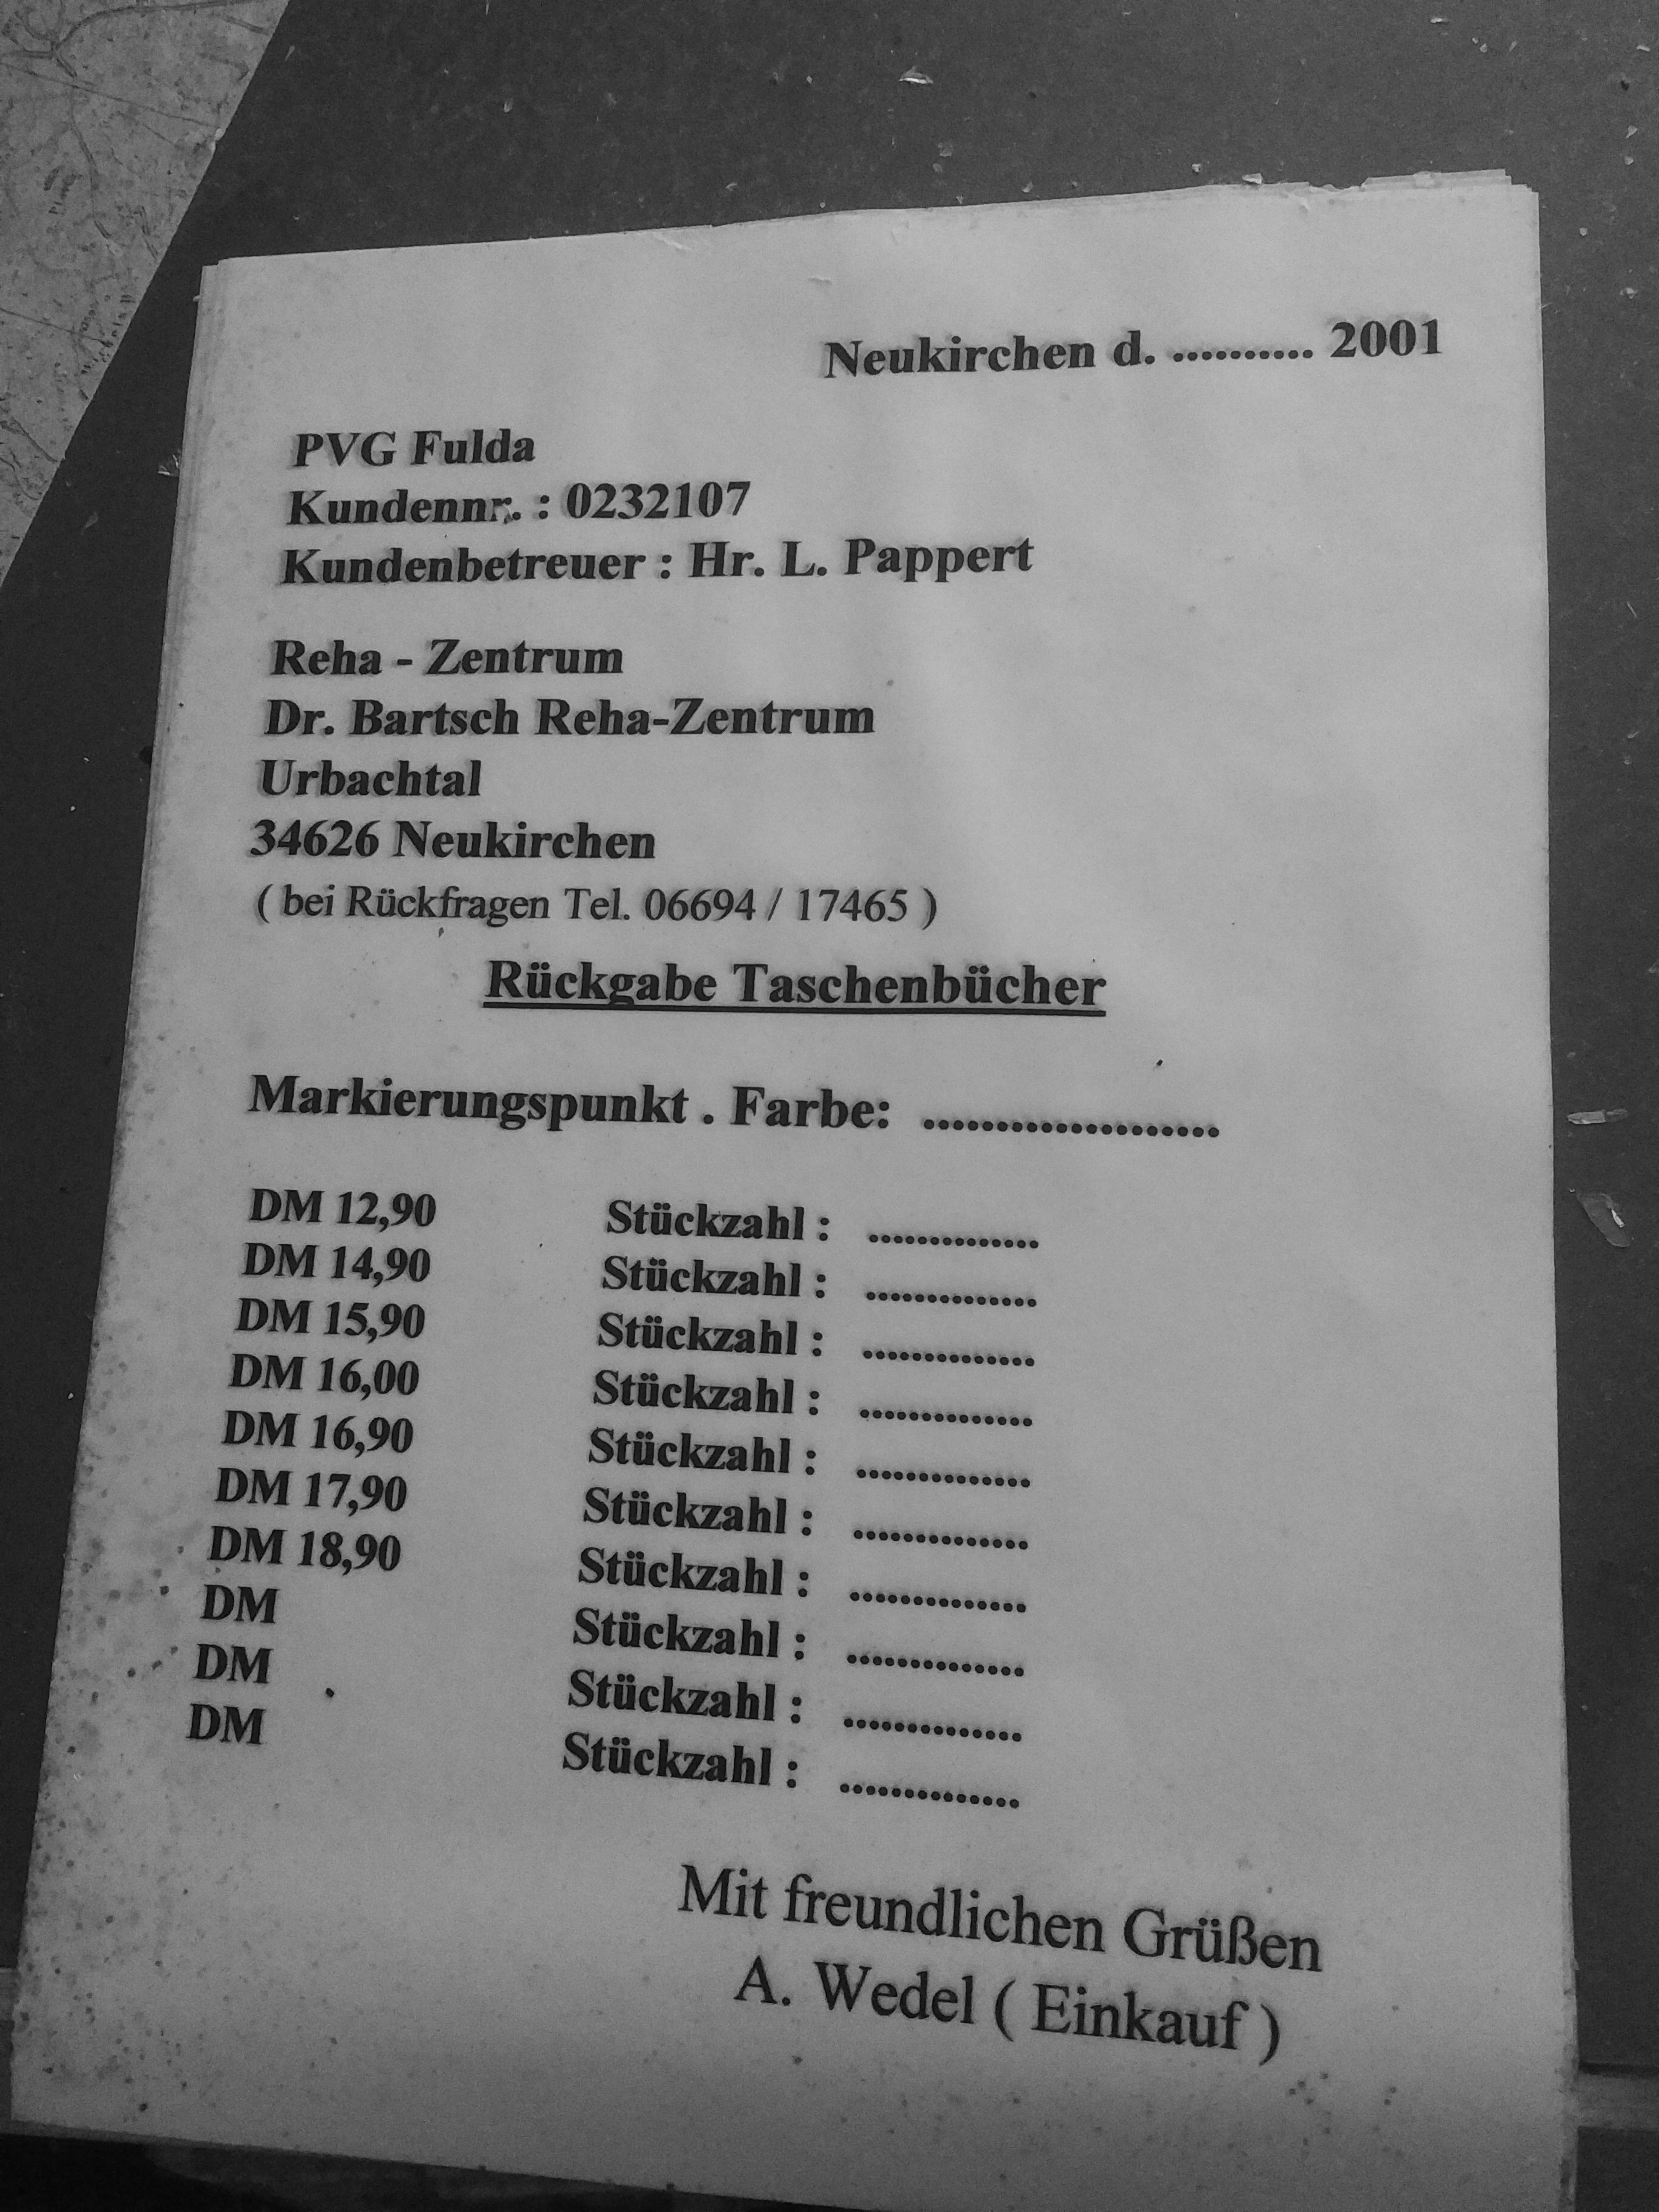 Neukirchen d. .......... 2001
PVG Fulda
Kundennr. : 0232107
Kundenbetreuer : Hr. L. Pappert
Reha - Zentrum
Dr. Bartsch Reha-Zentrum
Urbachtal
34626 Neukirchen
( bei Rückfragen Tel. 06694 / 17465 )
Rückgabe Taschenbücher
Markierungspunkt . Farbe: .....................
DM 12,90 Stückzahl : ..............
DM 14,90 Stückzahl : ..............
DM 15,90 Stückzahl : ..............
DM 16,00 Stückzahl : ..............
DM 16,90 Stückzahl : ..............
DM 17,90 Stückzahl : ..............
DM 18,90 Stückzahl : ..............
DM Stückzahl : ..............
DM Stückzahl : ..............
DM Stückzahl : ..............
Mit freundlichen Grüßen
A. Wedel ( Einkauf )